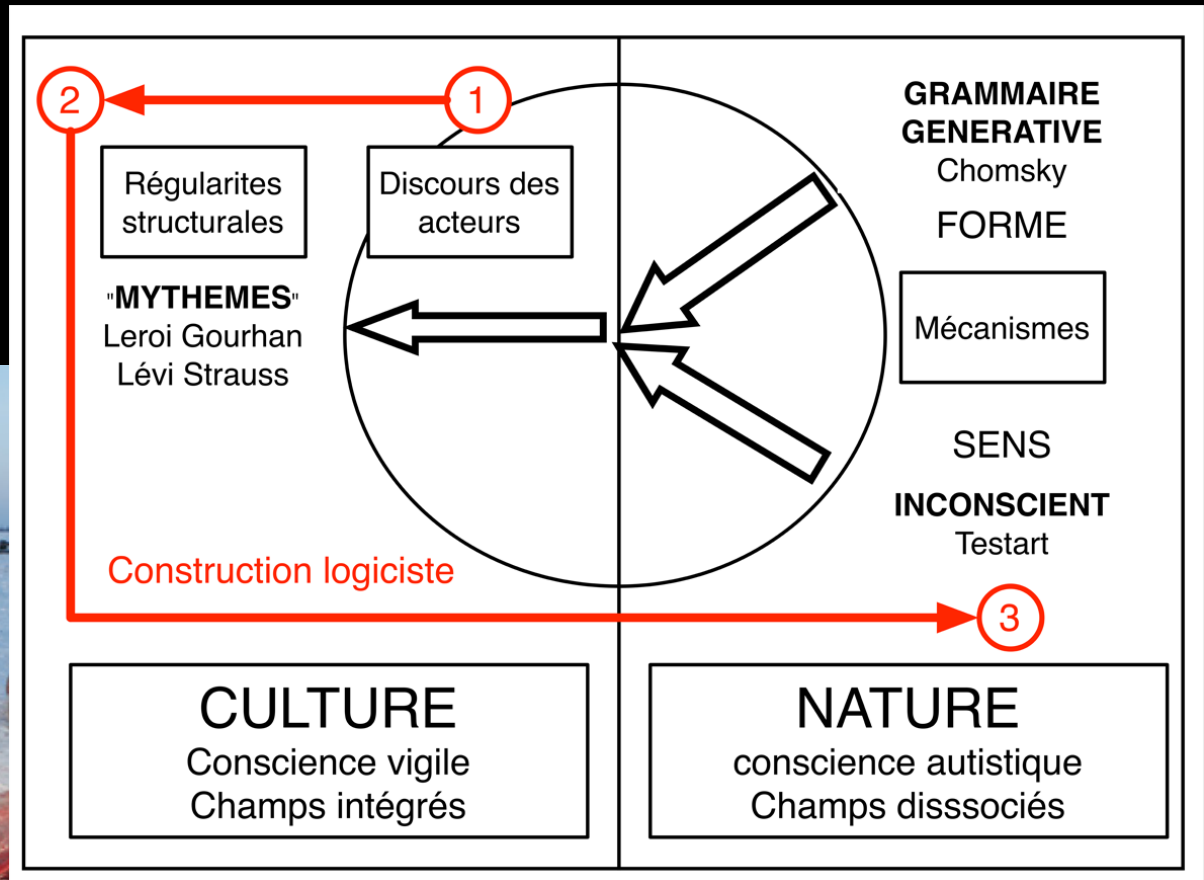 2
1
Régularites
structurales
Discours des
acteurs
"MYTHEMES"
Leroi Gourhan
Lévi Strauss
GRAMMAIRE
GENERATIVE
Chomsky
FORME
Mécanismes
SENS
INCONSCIENT
Testart
Construction logiciste
3
CULTURE
Conscience vigile
Champs intégrés
NATURE
conscience autistique
Champs disssociés